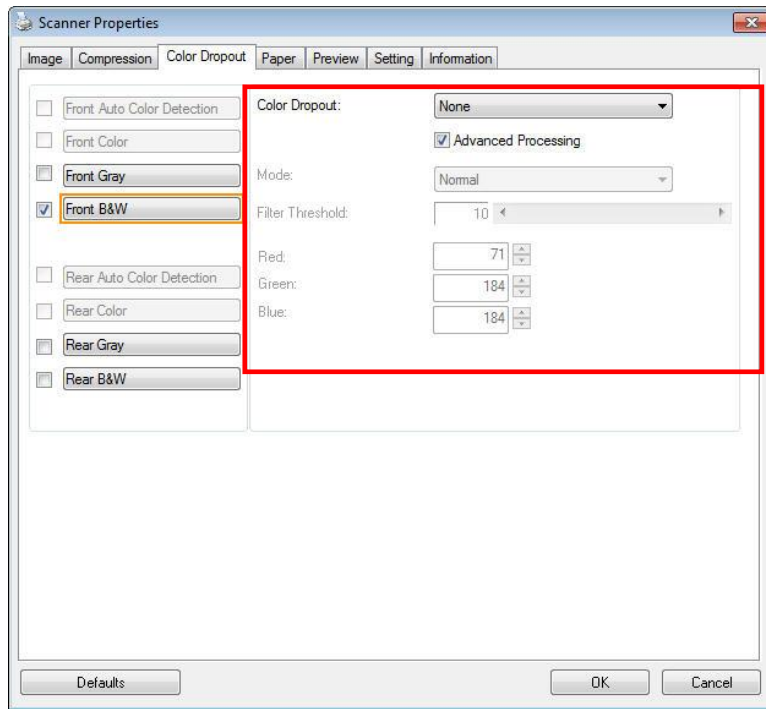 Scanner Properties
Image Compression Color Dropout Paper Preview Setting Information
Front Auto Color Detection
Front Color
Front Gray
Front B&W
Rear Auto Color Detection
Rear Color
Rear Gray
Rear B&W
Color Dropout: None
Advanced Processing
Mode: Normal
Filter Threshold: 10
Red: 71
Green: 184
Blue: 184
Defaults OK Cancel